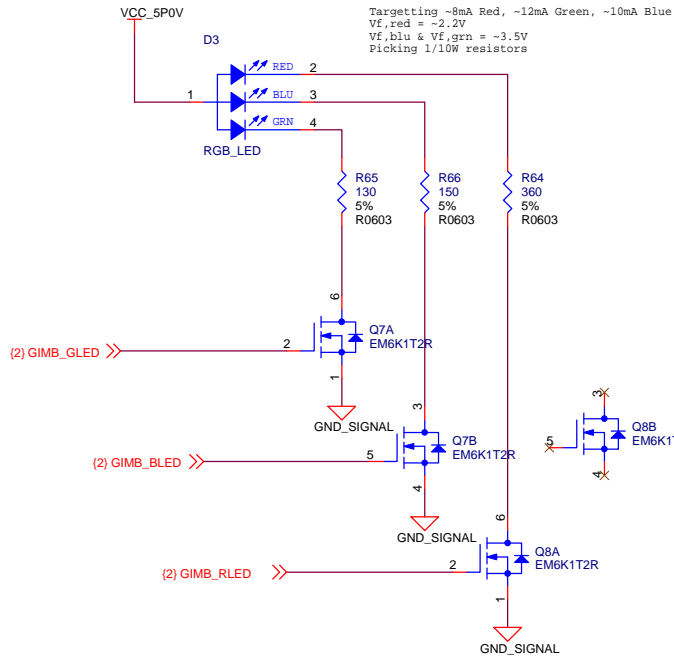 Targetting ~8mA Red, ~12mA Green, ~10mA Blue
Vf,red = ~2.2V
Vf,blu & Vf,grn = ~3.5V
Picking 1/10W resistors
VCC_5P0V
D3
RED 2
1 BLU 3
GRN 4
RGB_LED
R65
130
5%
R0603
R66
150
5%
R0603
R64
360
5%
R0603
6
Q7A
EM6K1T2R
{2} GIMB_GLED 2
1
GND_SIGNAL
3
Q7B
EM6K1T2R
{2} GIMB_BLED 5
4
GND_SIGNAL
3
Q8B
EM6K1T
5
4
6
Q8A
EM6K1T2R
{2} GIMB_RLED 2
1
GND_SIGNAL